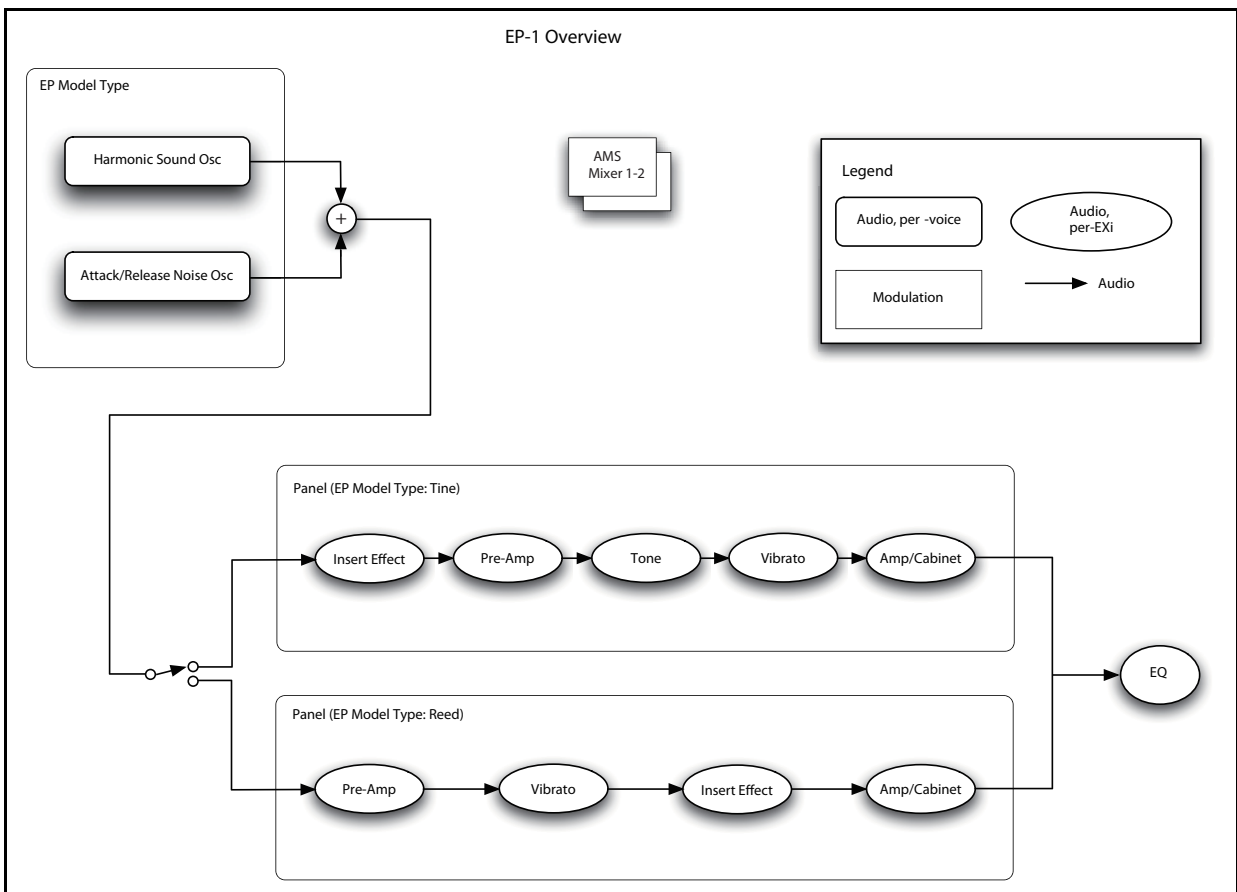 EP-1 Overview
EP Model Type
Harmonic Sound Osc
+
Attack/Release Noise Osc
AMS
Mixer 1-2
Legend
Audio, per -voice
Audio,
per-EXi
Modulation
Audio
Panel (EP Model Type: Tine)
Insert Effect
Pre-Amp
Tone
Vibrato
Amp/Cabinet
EQ
Panel (EP Model Type: Reed)
Pre-Amp
Vibrato
Insert Effect
Amp/Cabinet